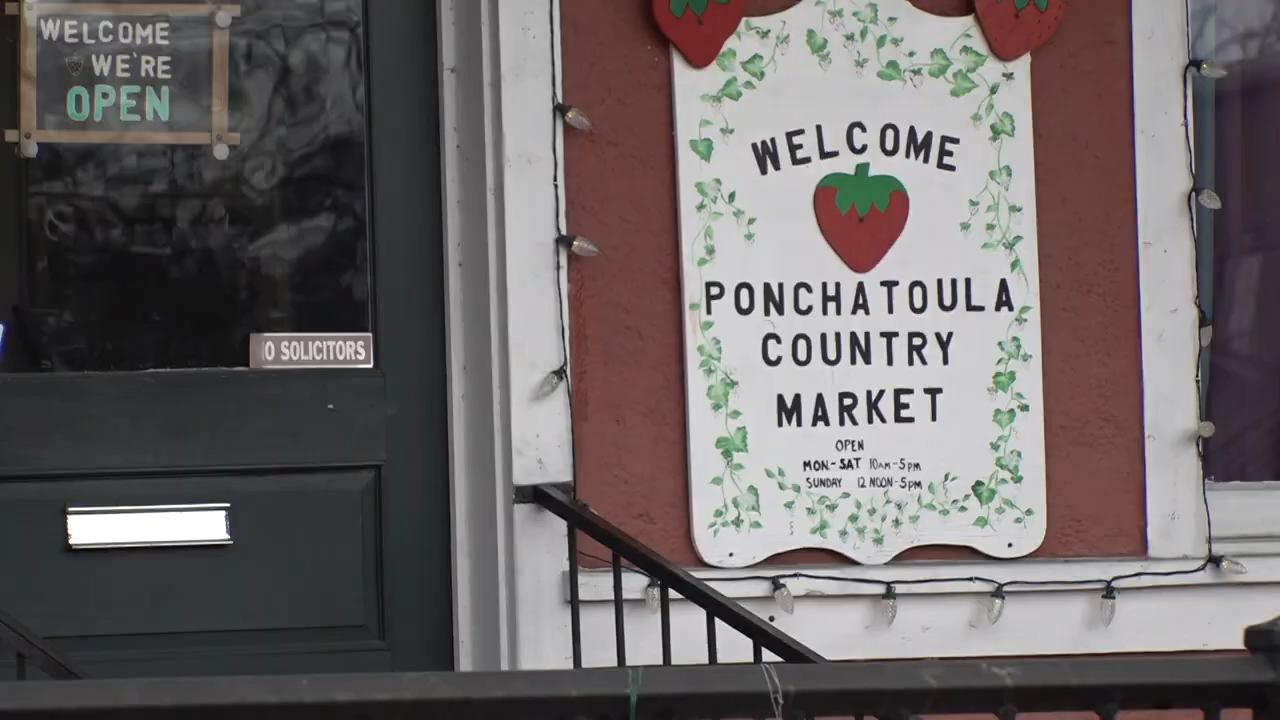 WELCOME
WE'RE
OPEN
O SOLICITORS
WELCOME
PONCHATOULA
COUNTRY
MARKET
OPEN
MON-SAT 10AM-5PM
SUNDAY 12 NOON-5PM